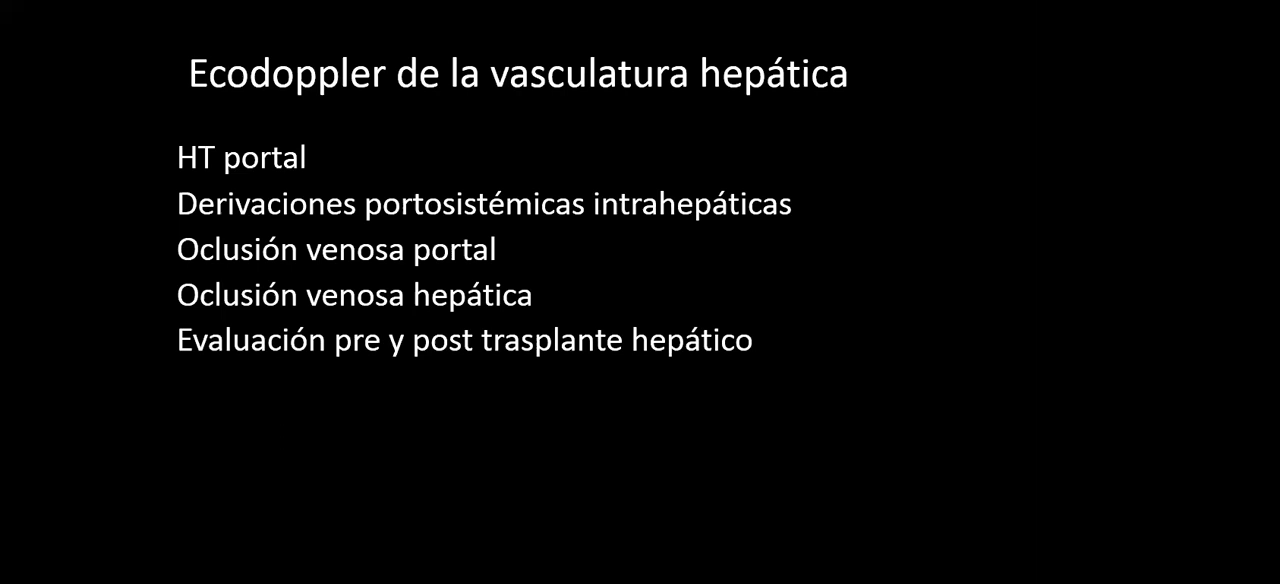 Ecodoppler de la vasculatura hepática
HT portal
Derivaciones portosistémicas intrahepáticas
Oclusión venosa portal
Oclusión venosa hepática
Evaluación pre y post trasplante hepático